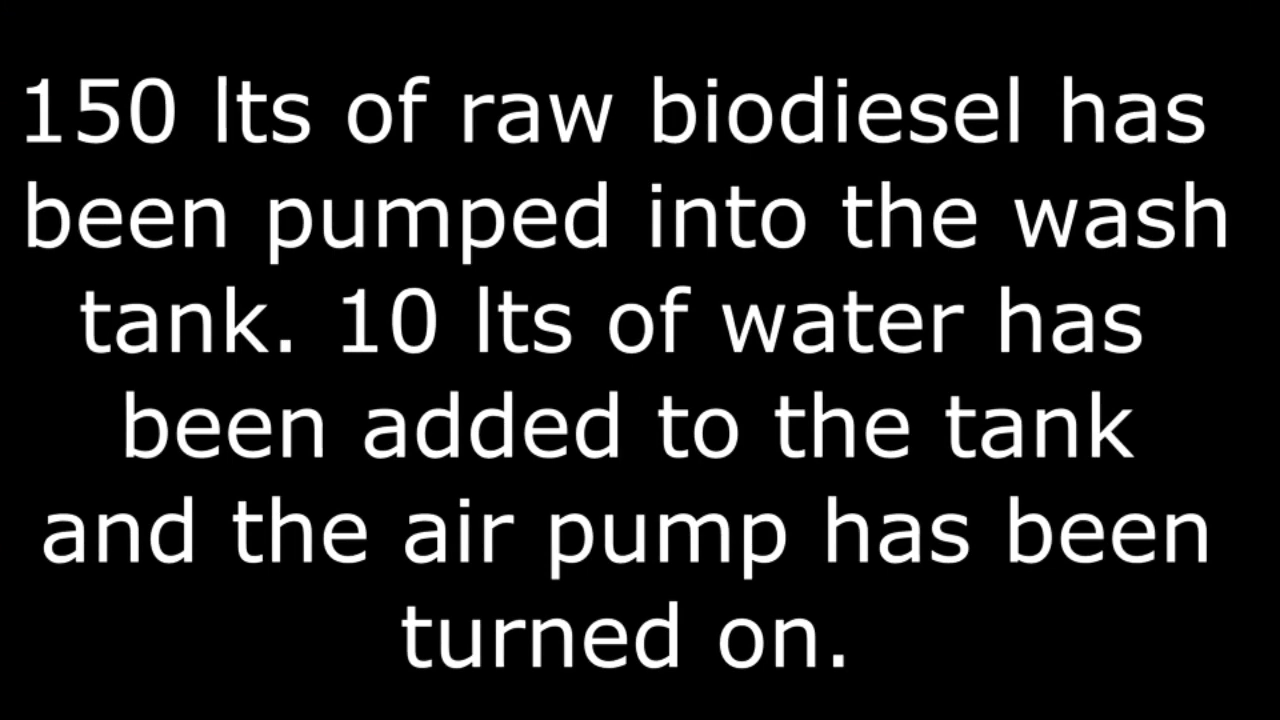 150 lts of raw biodiesel has
been pumped into the wash
tank. 10 lts of water has
been added to the tank
and the air pump has been
turned on.